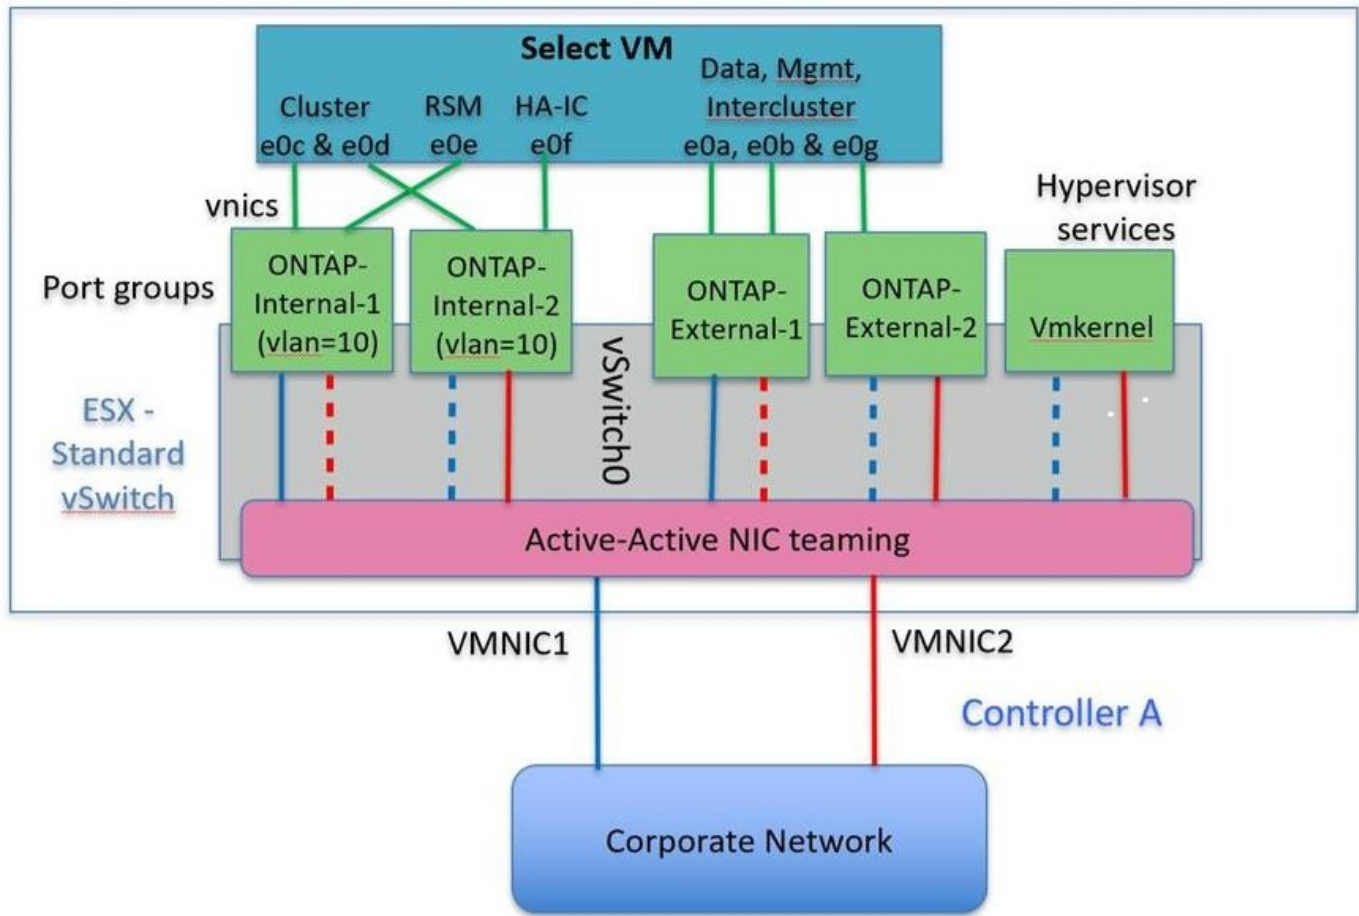 Select VM
Data, Mgmt,
Cluster
RSM
HA-IC
Intercluster
e0c & e0d
e0e
e0f
e0a, e0b & e0g
vnics
Hypervisor
services
Port groups
ONTAP-
Internal-1
(vlan=10)
ONTAP-
Internal-2
(vlan=10)
ONTAP-
External-1
ONTAP-
External-2
Vmkernel
vSwitch0
ESX -
Standard
vSwitch
Active-Active NIC teaming
VMNIC1
VMNIC2
Controller A
Corporate Network